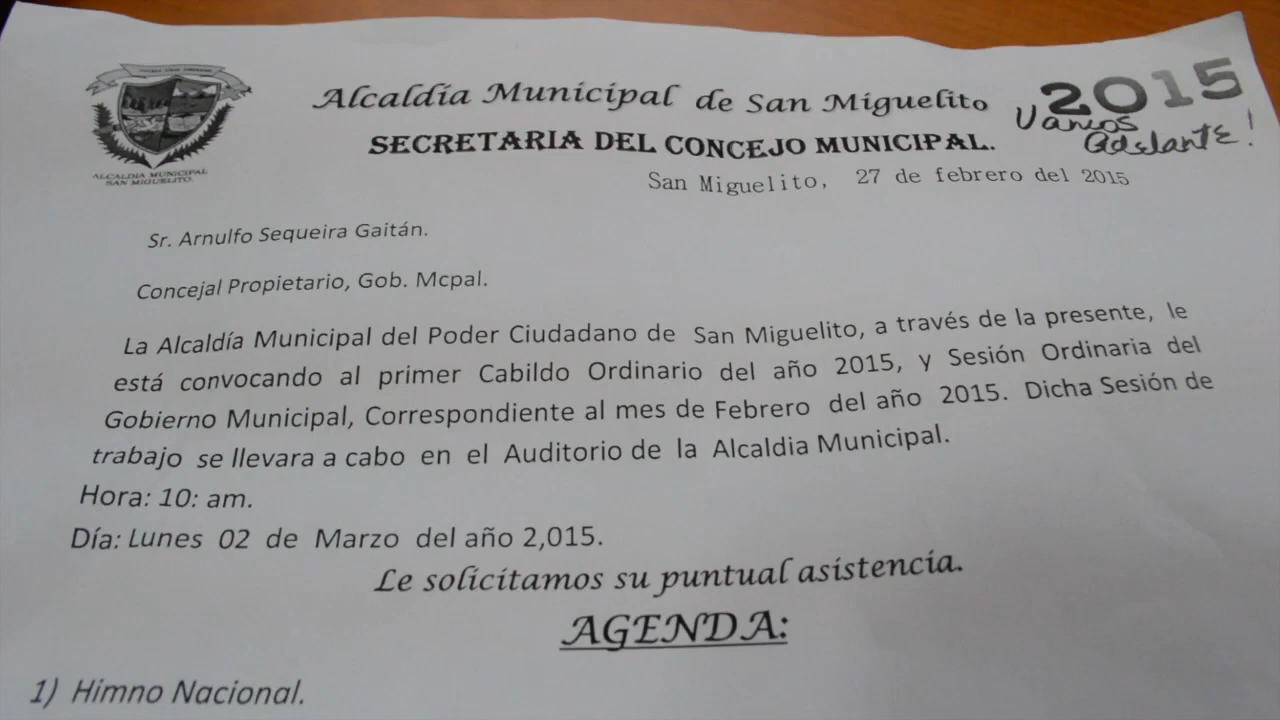 Alcaldía Municipal de San Miguelito
2015
Vamos
adelante!
SECRETARIA DEL CONCEJO MUNICIPAL.
ALCALDIA MUNICIPAL
SAN MIGUELITO.
San Miguelito, 27 de febrero del 2015
Sr. Arnulfo Sequeira Gaitán.
Concejal Propietario, Gob. Mcpal.
La Alcaldía Municipal del Poder Ciudadano de San Miguelito, a través de la presente, le
está convocando al primer Cabildo Ordinario del año 2015, y Sesión Ordinaria del
Gobierno Municipal, Correspondiente al mes de Febrero del año 2015. Dicha Sesión de
trabajo se llevara a cabo en el Auditorio de la Alcaldia Municipal.
Hora: 10: am.
Día: Lunes 02 de Marzo del año 2,015.
Le solicitamos su puntual asistencia.
AGENDA:
1) Himno Nacional.